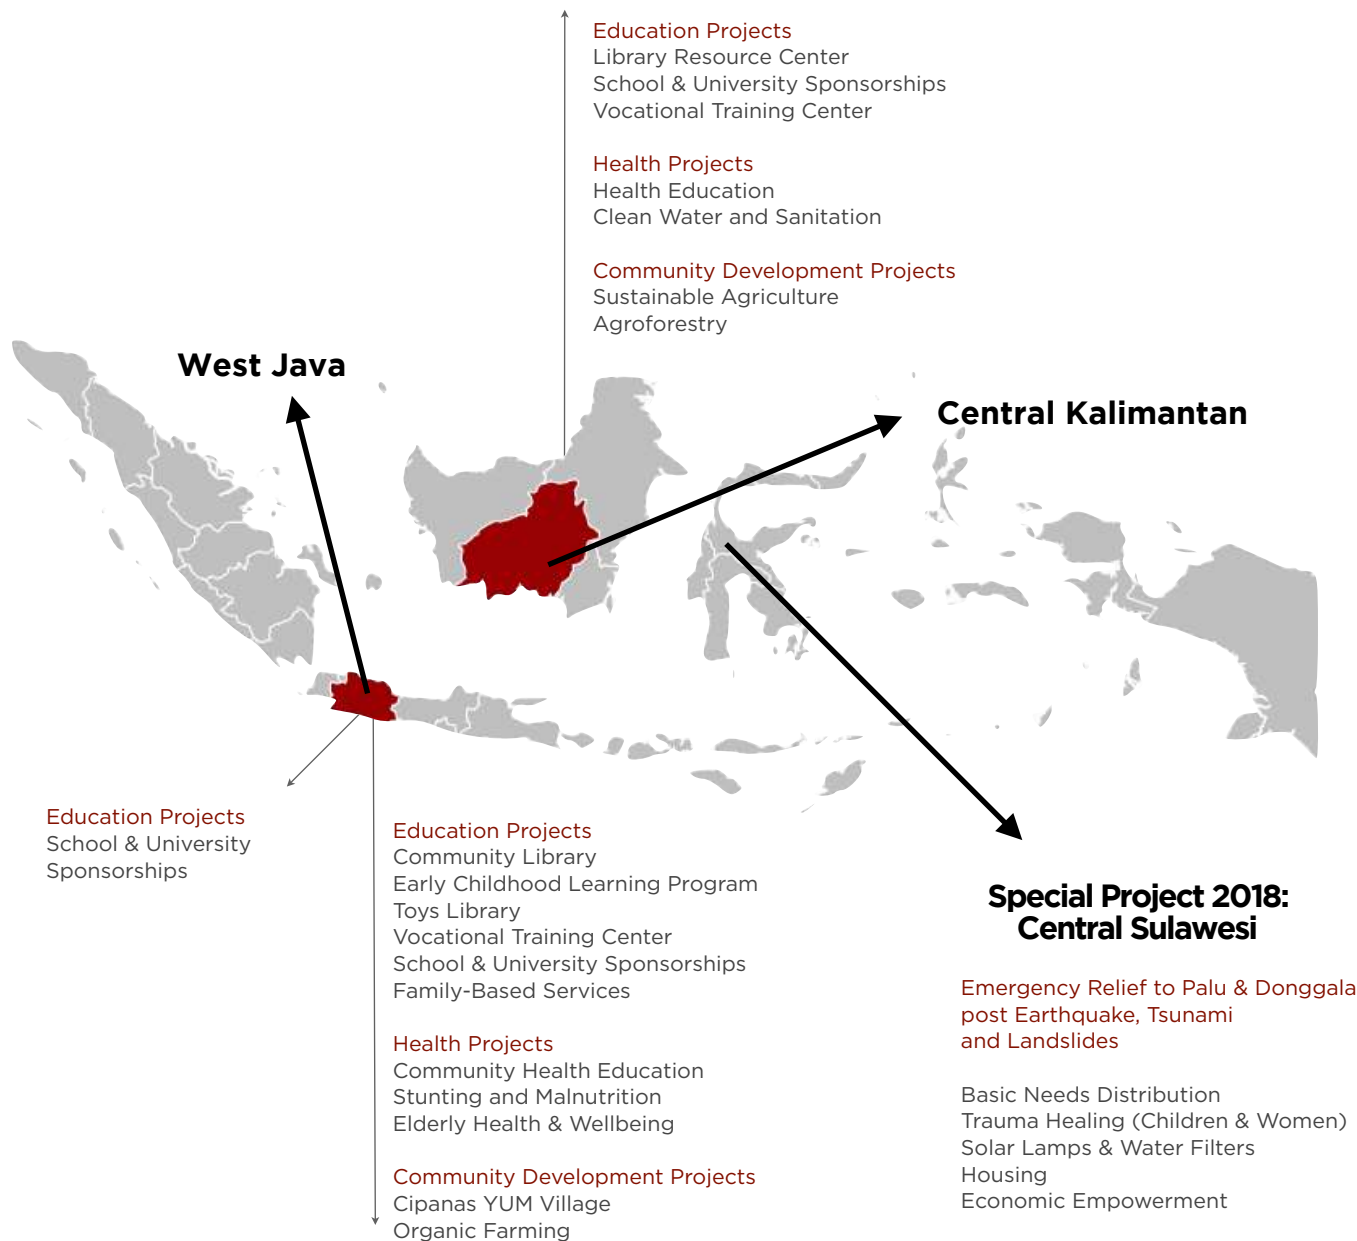 Education Projects
Library Resource Center
School & University Sponsorships
Vocational Training Center
Health Projects
Health Education
Clean Water and Sanitation
Community Development Projects
Sustainable Agriculture
Agroforestry
West Java
Central Kalimantan
Education Projects
School & University
Sponsorships
Education Projects
Community Library
Early Childhood Learning Program
Toys Library
Vocational Training Center
School & University Sponsorships
Family-Based Services
Health Projects
Community Health Education
Stunting and Malnutrition
Elderly Health & Wellbeing
Community Development Projects
Cipanas YUM Village
Organic Farming
Special Project 2018:
Central Sulawesi
Emergency Relief to Palu & Donggala
post Earthquake, Tsunami
and Landslides
Basic Needs Distribution
Trauma Healing (Children & Women)
Solar Lamps & Water Filters
Housing
Economic Empowerment